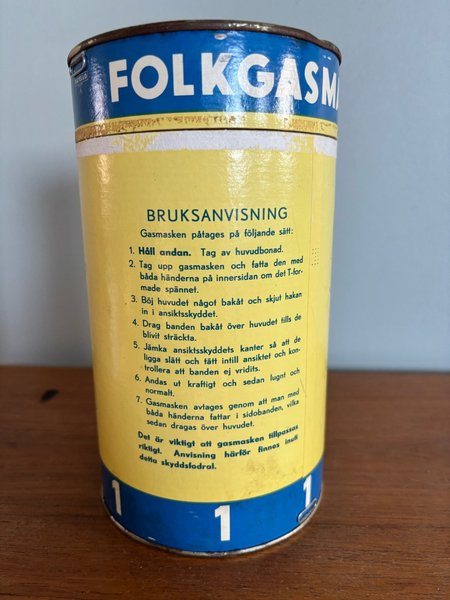 FOLKGASMA
BRUKSANVISNING
Gasmasken påtages på följande sätt:
1. Håll andan. Tag av huvudbonad.
2. Tag upp gasmasken och fatta den med
båda händerna på innersidan om det T-for-
made spännet.
3. Böj huvudet något bakåt och skjut hakan
in i ansiktsskyddet.
4. Drag banden bakåt över huvudet tills de
blivit sträckta.
5. Jämka ansiktsskyddets kanter så att de
ligga slätt och tätt intill ansiktet och kon-
trollera att banden ej vridits.
6. Andas ut kraftigt och sedan lugnt och
normalt.
7. Gasmasken avtages genom att man med
båda händerna fattar i sidobanden, vilka
sedan dragas över huvudet.
Det är viktigt att gasmasken tillpassas
riktigt. Anvisning härför finnes inuti
detta skyddsfodral.
1 1 1